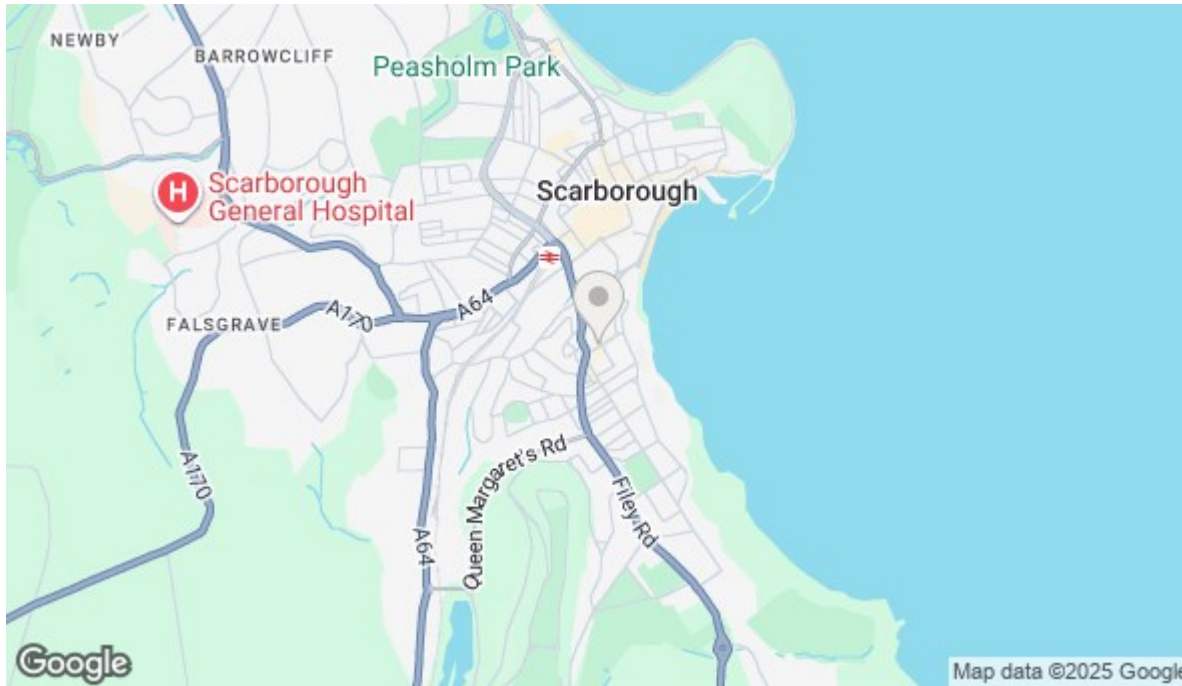 NEWBY
BARROWCLIFF
Peasholm Park
Scarborough
General Hospital
H
Scarborough
A64
A170
FALSGRAVE
A170
A64
Queen Margaret's Rd
Filey Rd
Google
Map data ©2025 Google